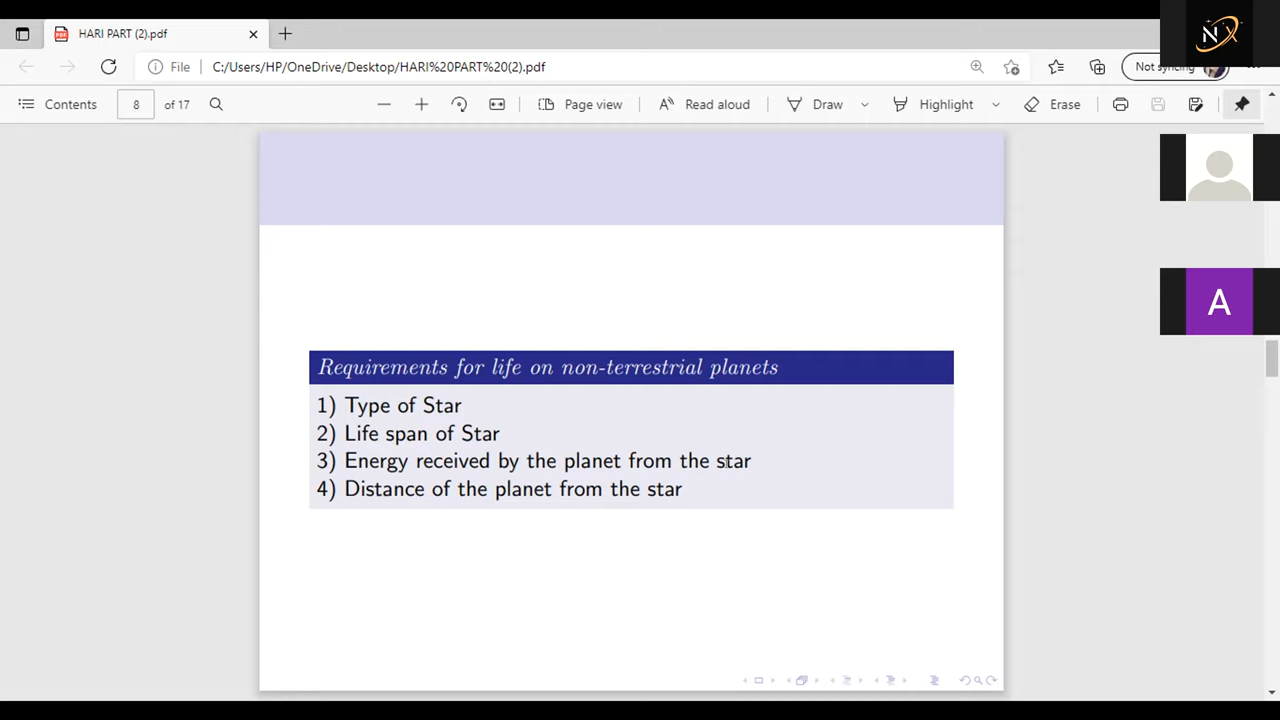 HARI PART (2).pdf
File C:/Users/HP/OneDrive/Desktop/HARI%20PART%20(2).pdf Not syncing
Contents 8 of 17 Page view Read aloud Draw Highlight Erase
NX
A
Requirements for life on non-terrestrial planets
1) Type of Star
2) Life span of Star
3) Energy received by the planet from the star
4) Distance of the planet from the star